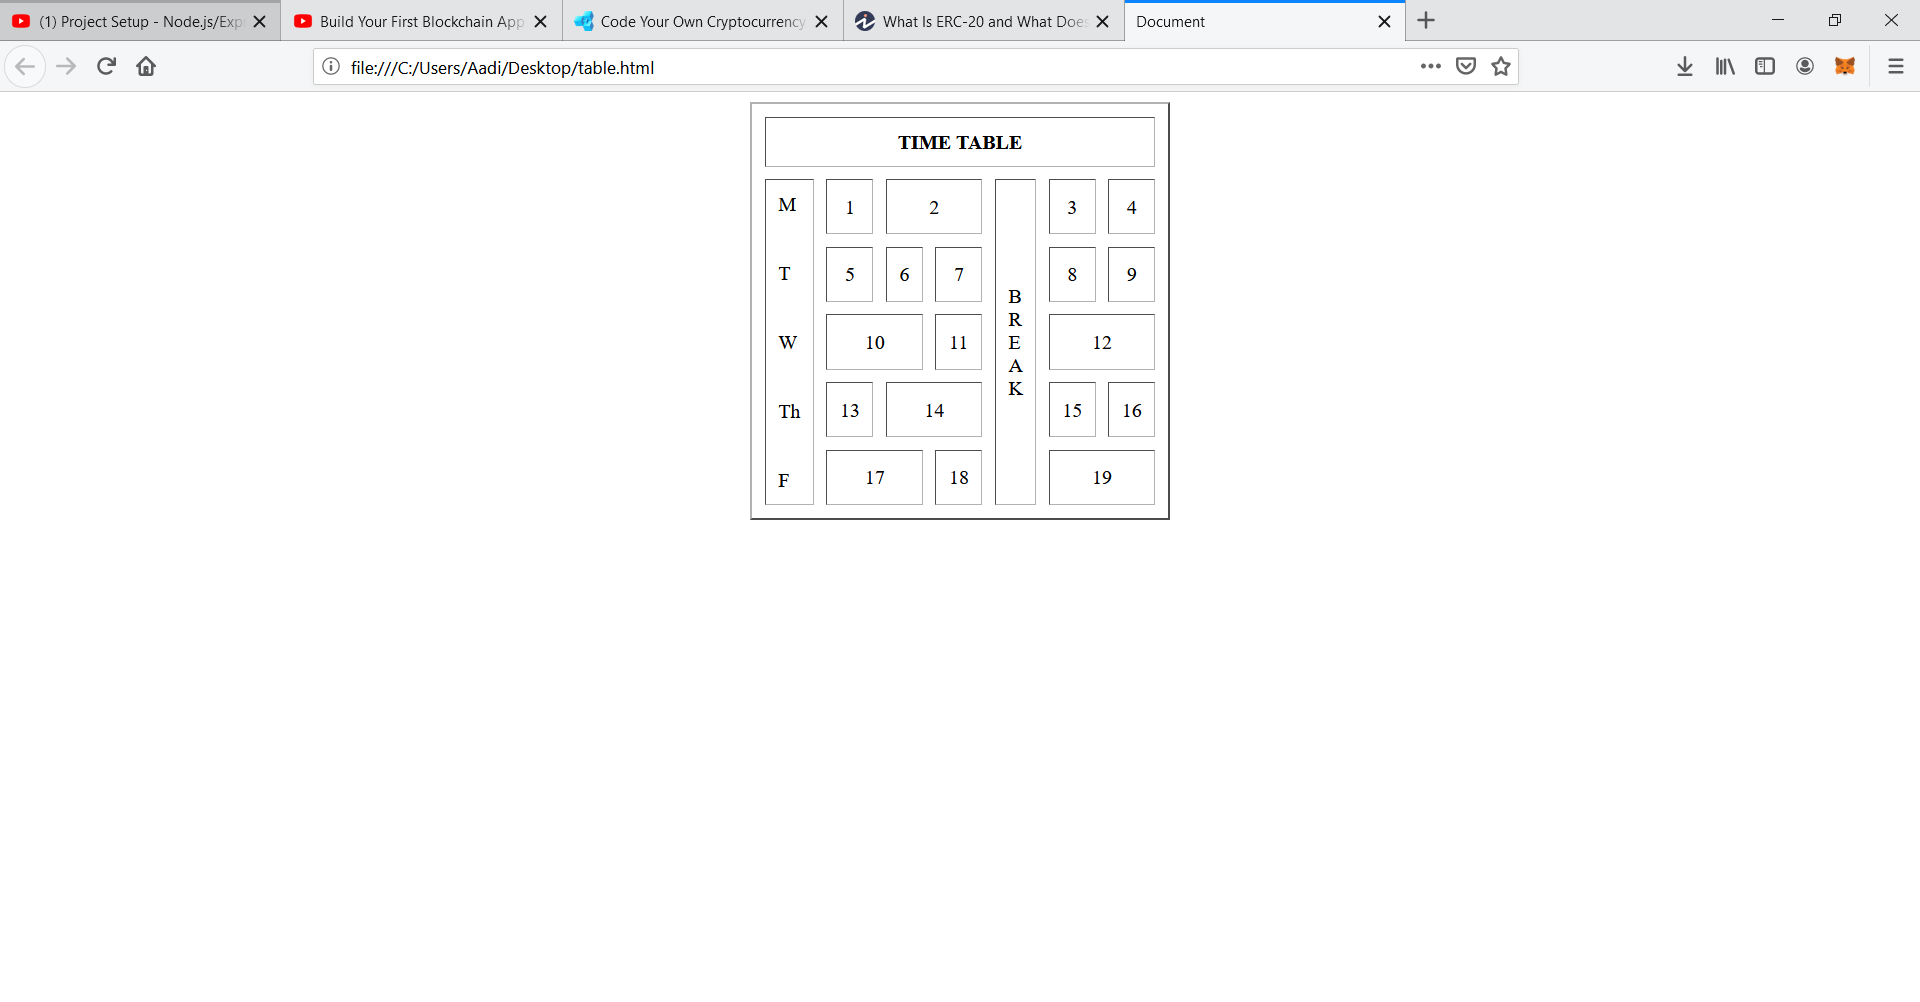 (1) Project Setup - Node.js/Exp
Build Your First Blockchain App
Code Your Own Cryptocurrency
What Is ERC-20 and What Does
Document
file:///C:/Users/Aadi/Desktop/table.html
TIME TABLE
M 1 2 3 4
T 5 6 7 8 9
B
R
W 10 11 E 12
A
K
Th 13 14 15 16
F 17 18 19